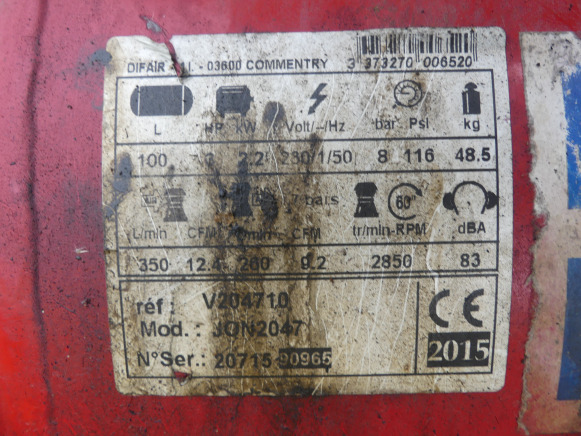 DIFAIR - 03600 COMMENTRY 3 373270 006520
L HP kW Volt/~/Hz bar Psi kg
100 2.2 230/1/50 8 116 48.5
L/min CFM 7 bars CFM 60" tr/min-RPM dBA
350 12.4 260 9.2 2850 83
réf : V204710
Mod. : JON2047
N°Ser.: 20715 90965
CE
2015